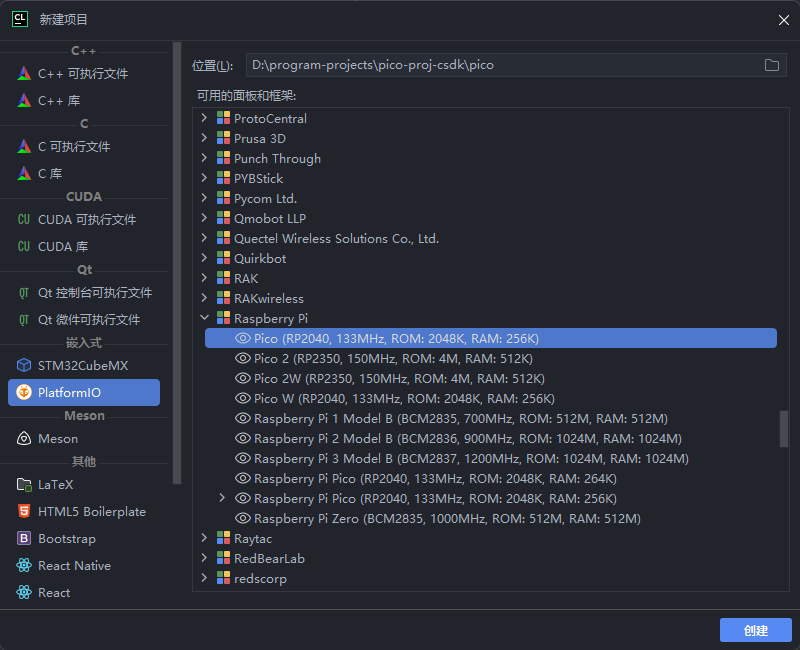 CL 新建项目
C++
C++ 可执行文件
C++ 库
C
C 可执行文件
C 库
CUDA
CU CUDA 可执行文件
CU CUDA 库
Qt
QT Qt 控制台可执行文件
QT Qt 微件可执行文件
嵌入式
STM32CubeMX
PlatformIO
Meson
Meson
其他
LaTeX
5 HTML5 Boilerplate
B Bootstrap
React Native
React
位置(L): D:\program-projects\pico-proj-csdk\pico
可用的面板和框架:
ProtoCentral
Prusa 3D
Punch Through
PYBStick
Pycom Ltd.
Qmobot LLP
Quectel Wireless Solutions Co., Ltd.
Quirkbot
RAK
RAKwireless
Raspberry Pi
Pico (RP2040, 133MHz, ROM: 2048K, RAM: 256K)
Pico 2 (RP2350, 150MHz, ROM: 4M, RAM: 512K)
Pico 2W (RP2350, 150MHz, ROM: 4M, RAM: 512K)
Pico W (RP2040, 133MHz, ROM: 2048K, RAM: 256K)
Raspberry Pi 1 Model B (BCM2835, 700MHz, ROM: 512M, RAM: 512M)
Raspberry Pi 2 Model B (BCM2836, 900MHz, ROM: 1024M, RAM: 1024M)
Raspberry Pi 3 Model B (BCM2837, 1200MHz, ROM: 1024M, RAM: 1024M)
Raspberry Pi Pico (RP2040, 133MHz, ROM: 2048K, RAM: 264K)
Raspberry Pi Pico (RP2040, 133MHz, ROM: 2048K, RAM: 256K)
Raspberry Pi Zero (BCM2835, 1000MHz, ROM: 512M, RAM: 512M)
Raytac
RedBearLab
redscorp
创建